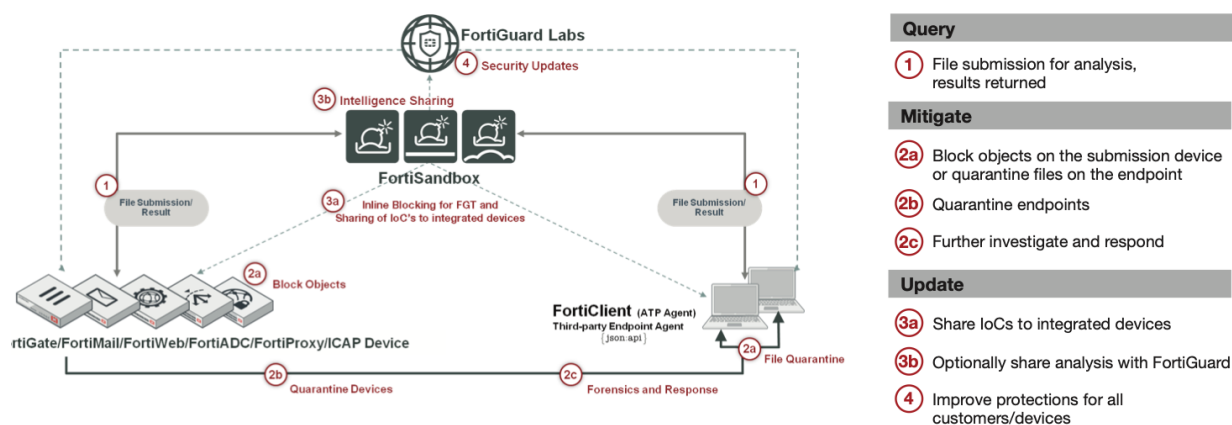 FortiGuard Labs
4 Security Updates
3b Intelligence Sharing
FortiSandbox
1
File Submission/
Result
3a
Inline Blocking for FGT and
Sharing of IoC's to integrated devices
1
File Submission/
Result
2a
Block Objects
rtiGate/FortiMail/FortiWeb/FortiADC/FortiProxy/ICAP Device
FortiClient (ATP Agent)
Third-party Endpoint Agent
{json:api}
2a
File Quarantine
2b
Quarantine Devices
2c
Forensics and Response
Query
1 File submission for analysis,
results returned
Mitigate
2a Block objects on the submission device
or quarantine files on the endpoint
2b Quarantine endpoints
2c Further investigate and respond
Update
3a Share IoCs to integrated devices
3b Optionally share analysis with FortiGuard
4 Improve protections for all
customers/devices